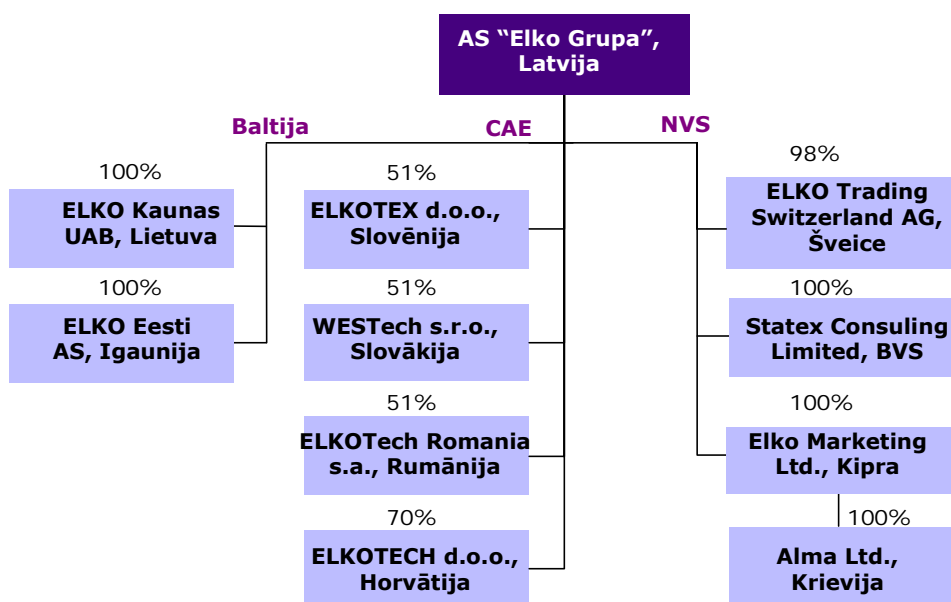 AS “Elko Grupa”,
Latvija
Baltija
CAE
NVS
100%
ELKO Kaunas
UAB, Lietuva
100%
ELKO Eesti
AS, Igaunija
51%
ELKOTEX d.o.o.,
Slovēnija
51%
WESTech s.r.o.,
Slovākija
51%
ELKOTech Romania
s.a., Rumānija
70%
ELKOTECH d.o.o.,
Horvātija
98%
ELKO Trading
Switzerland AG,
Šveice
100%
Statex Consuling
Limited, BVS
100%
Elko Marketing
Ltd., Kipra
100%
Alma Ltd.,
Krievija